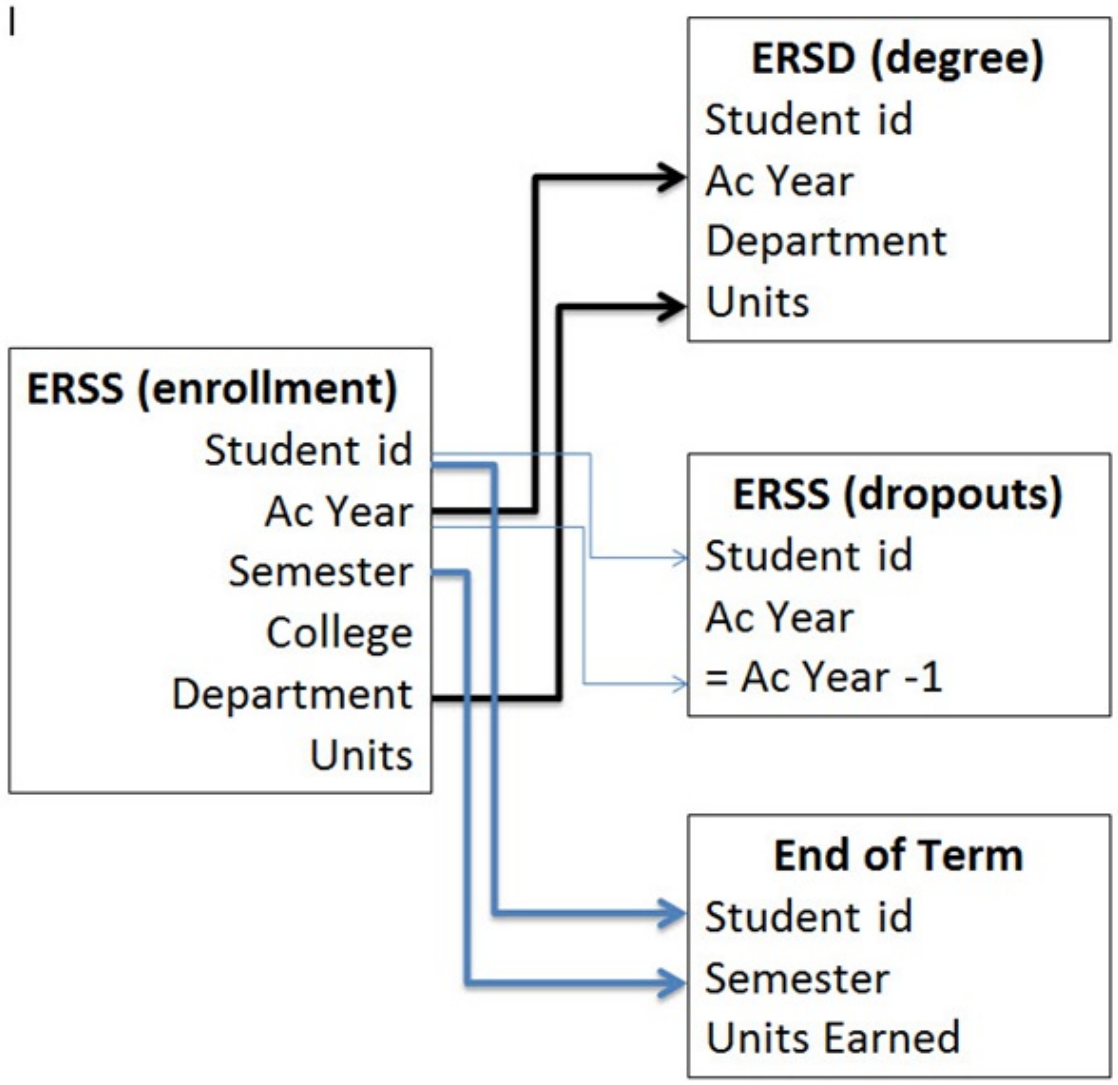 l
ERSD (degree)
Student id
Ac Year
Department
Units
ERSS (enrollment)
Student id
Ac Year
Semester
College
Department
Units
ERSS (dropouts)
Student id
Ac Year
= Ac Year -1
End of Term
Student id
Semester
Units Earned